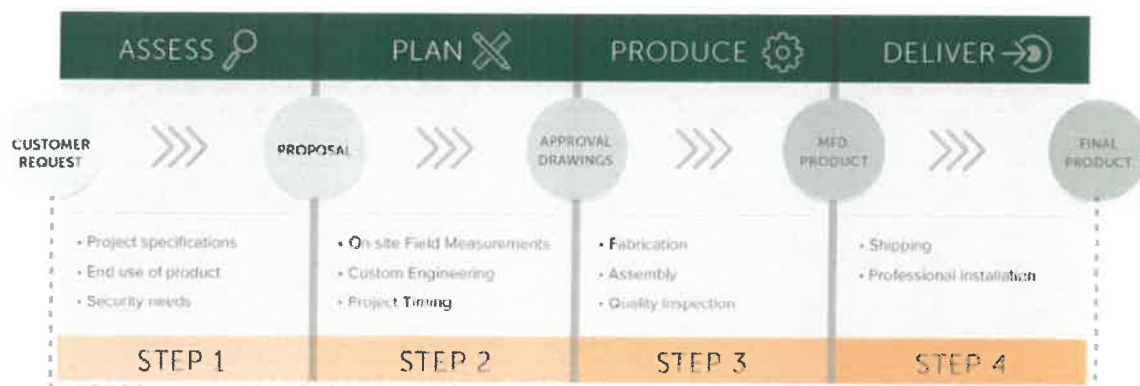 ASSESS
PLAN
PRODUCE
DELIVER
CUSTOMER
REQUEST
PROPOSAL
APPROVAL
DRAWINGS
MFD
PRODUCT
FINAL
PRODUCT
• Project specifications
• End use of product
• Security needs
• On site Field Measurements
• Custom Engineering
• Project Timing
• Fabrication
• Assembly
• Quality Inspection
• Shipping
• Professional installation
STEP 1
STEP 2
STEP 3
STEP 4